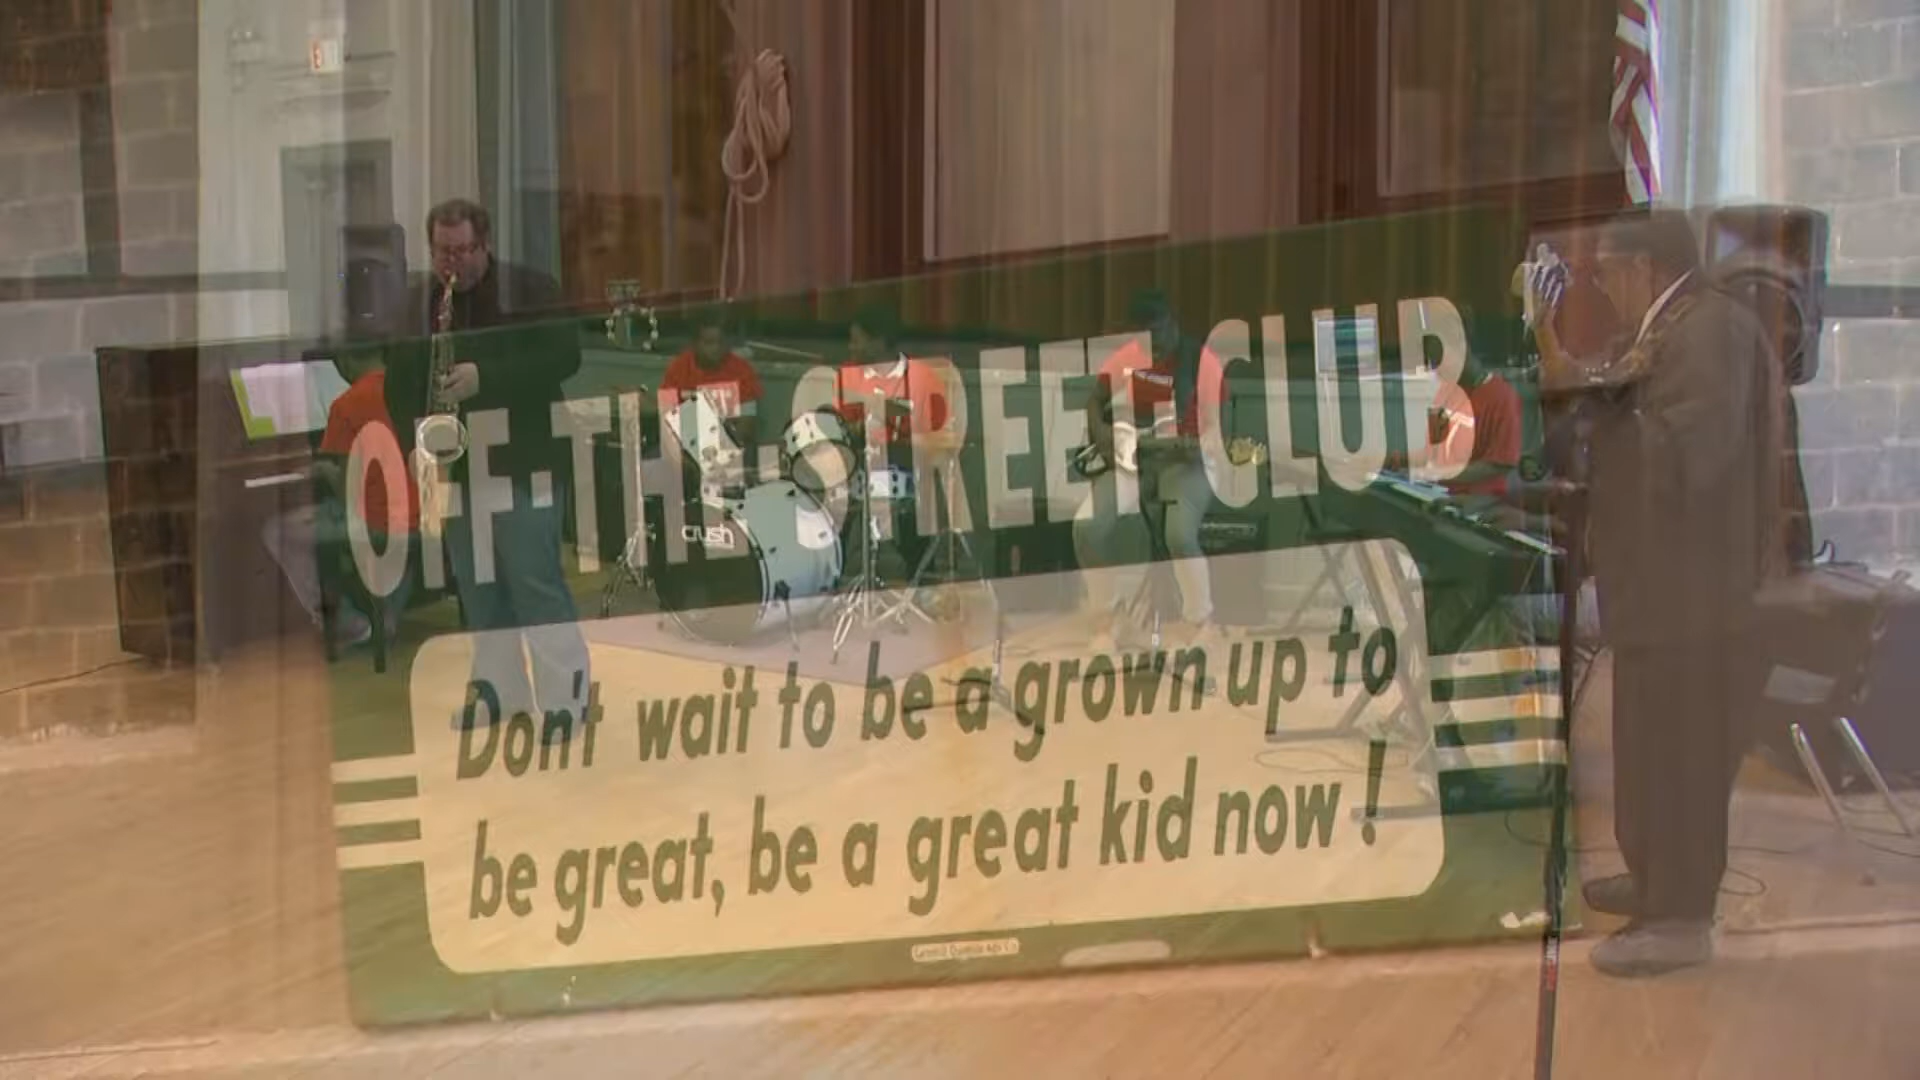 OFF-THE-STREET-CLUB
crush
Don't wait to be a grown up to
be great, be a great kid now!